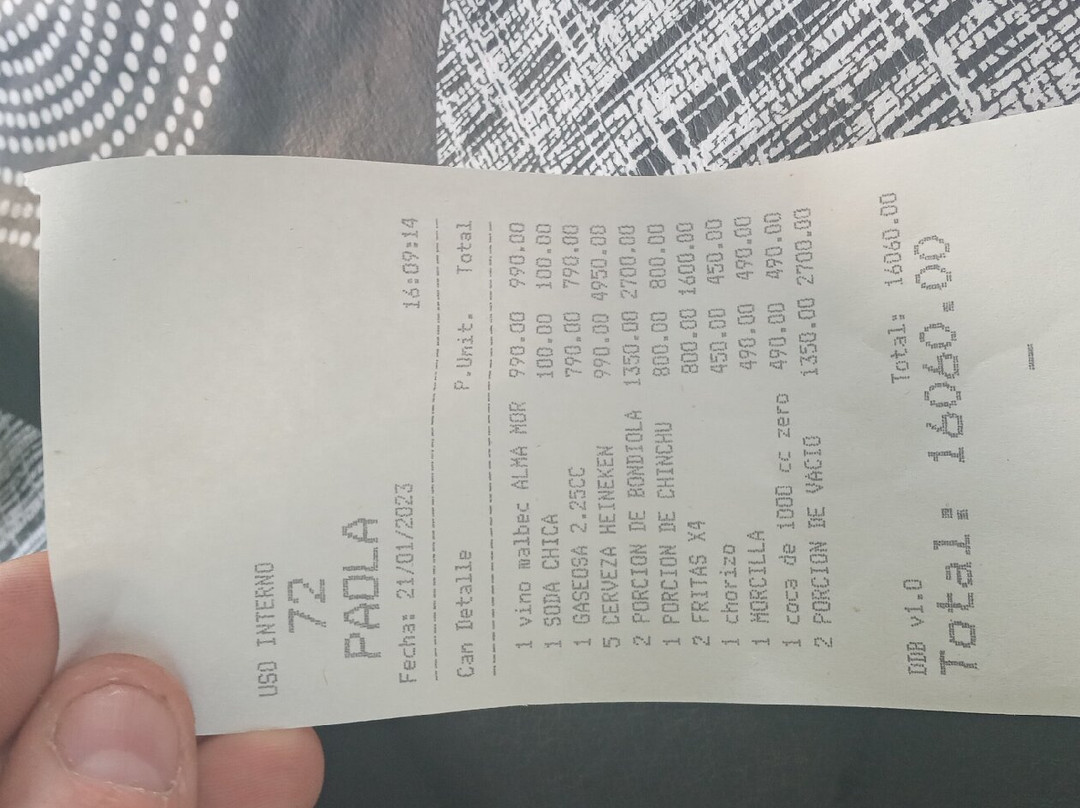 USO INTERNO
72
PAOLA
Fecha: 21/01/2023 16:09:14
Can Detalle P.Unit. Total
1 vino malbec ALMA MOR 990.00 990.00
1 SODA CHICA 100.00 100.00
1 GASEOSA 2.25CC 790.00 790.00
5 CERVEZA HEINEKEN 990.00 4950.00
2 PORCION DE BONDIOLA 1350.00 2700.00
1 PORCION DE CHINCHU 800.00 800.00
2 FRITAS X4 800.00 1600.00
1 chorizo 450.00 450.00
1 MORCILLA 490.00 490.00
1 coca de 1000 cc zero 490.00 490.00
2 PORCION DE VACIO 1350.00 2700.00
DDB v1.0 Total: 16060.00
Total: 16060.00